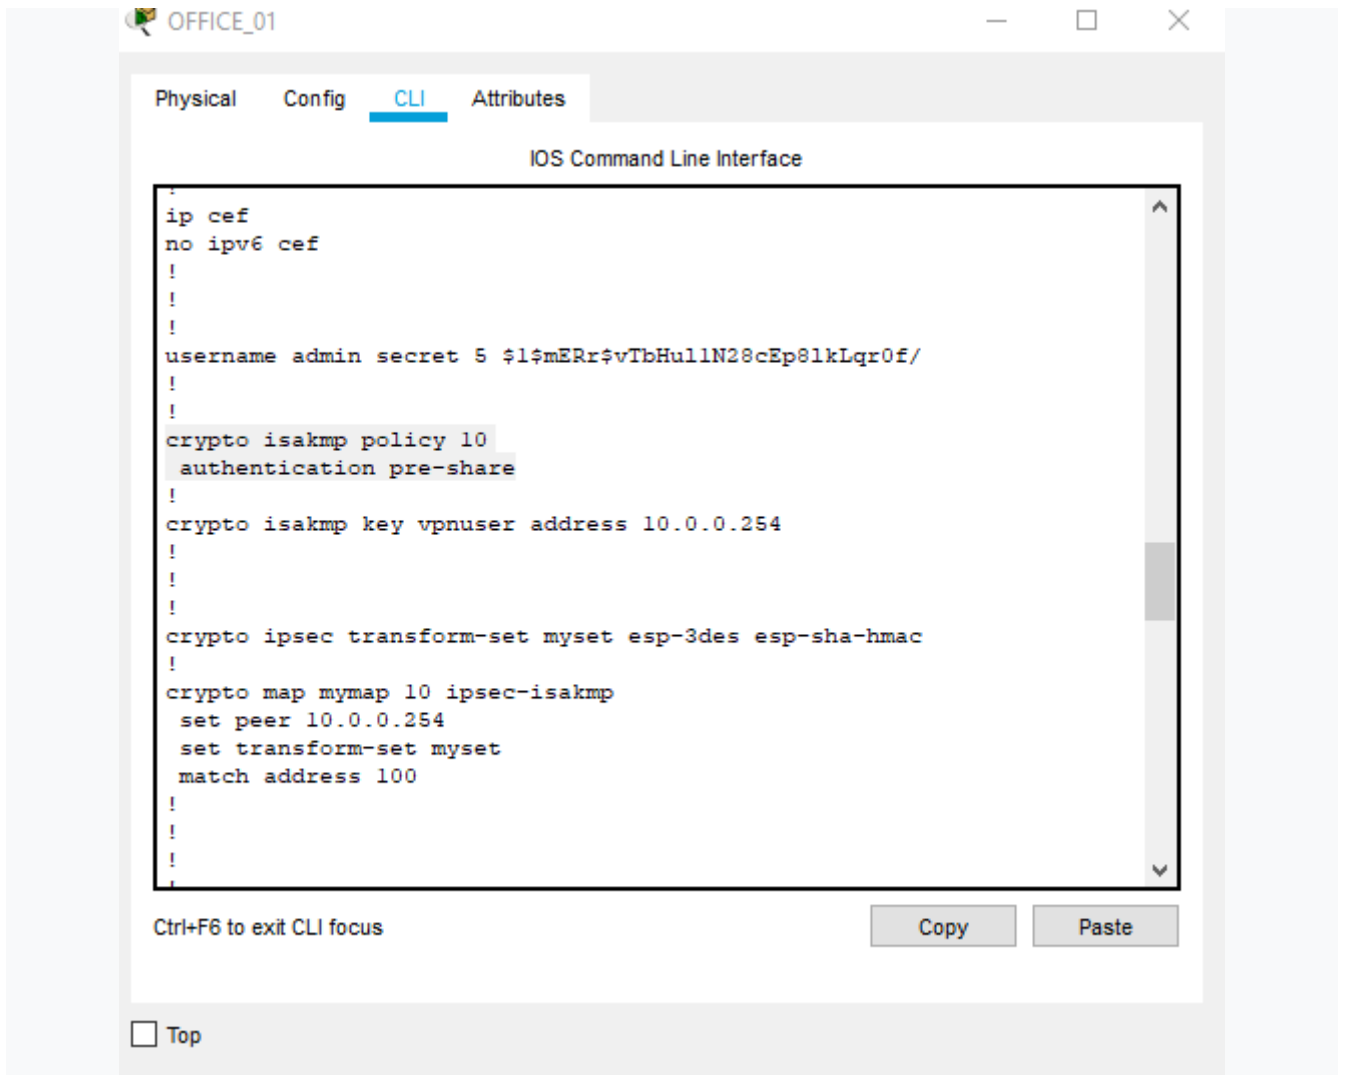 OFFICE_01
Physical Config CLI Attributes
IOS Command Line Interface
!
ip cef
no ipv6 cef
!
!
!
username admin secret 5 $1$mERr$vTbHul1N28cEp8lkLqr0f/
!
!
crypto isakmp policy 10
authentication pre-share
!
crypto isakmp key vpnuser address 10.0.0.254
!
!
!
crypto ipsec transform-set myset esp-3des esp-sha-hmac
!
crypto map mymap 10 ipsec-isakmp
set peer 10.0.0.254
set transform-set myset
match address 100
!
!
!
!
Ctrl+F6 to exit CLI focus
Copy Paste
Top